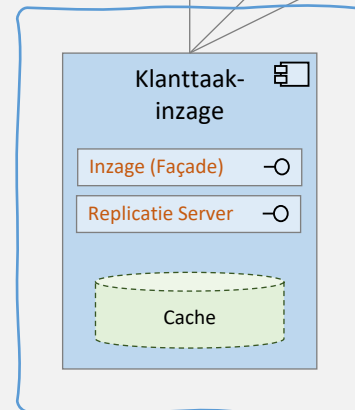 Klanttaak-
inzage
Inzage (Façade)
Replicatie Server
Cache